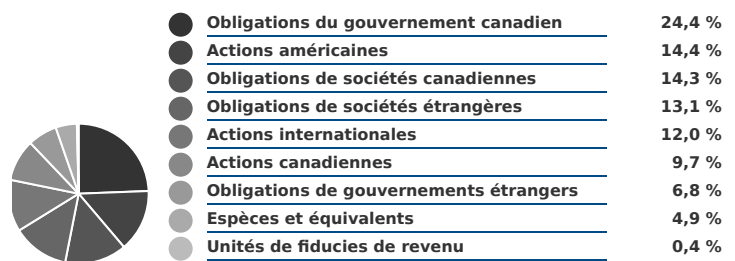 Obligations du gouvernement canadien 24,4 %
Actions américaines 14,4 %
Obligations de sociétés canadiennes 14,3 %
Obligations de sociétés étrangères 13,1 %
Actions internationales 12,0 %
Actions canadiennes 9,7 %
Obligations de gouvernements étrangers 6,8 %
Espèces et équivalents 4,9 %
Unités de fiducies de revenu 0,4 %